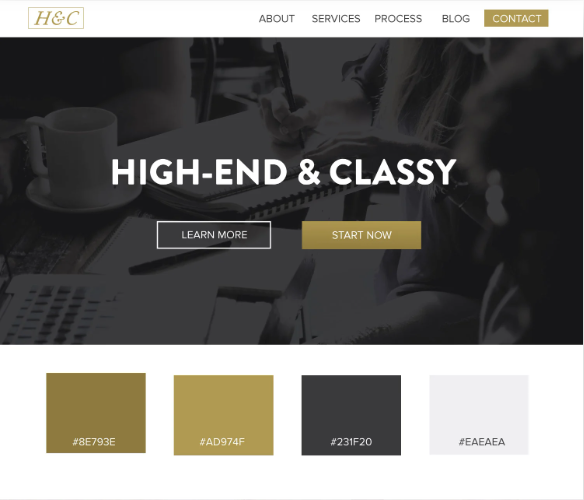 H&C
ABOUT SERVICES PROCESS BLOG CONTACT
HIGH-END & CLASSY
LEARN MORE START NOW
#8E793E #AD974F #231F20 #EAEAEA